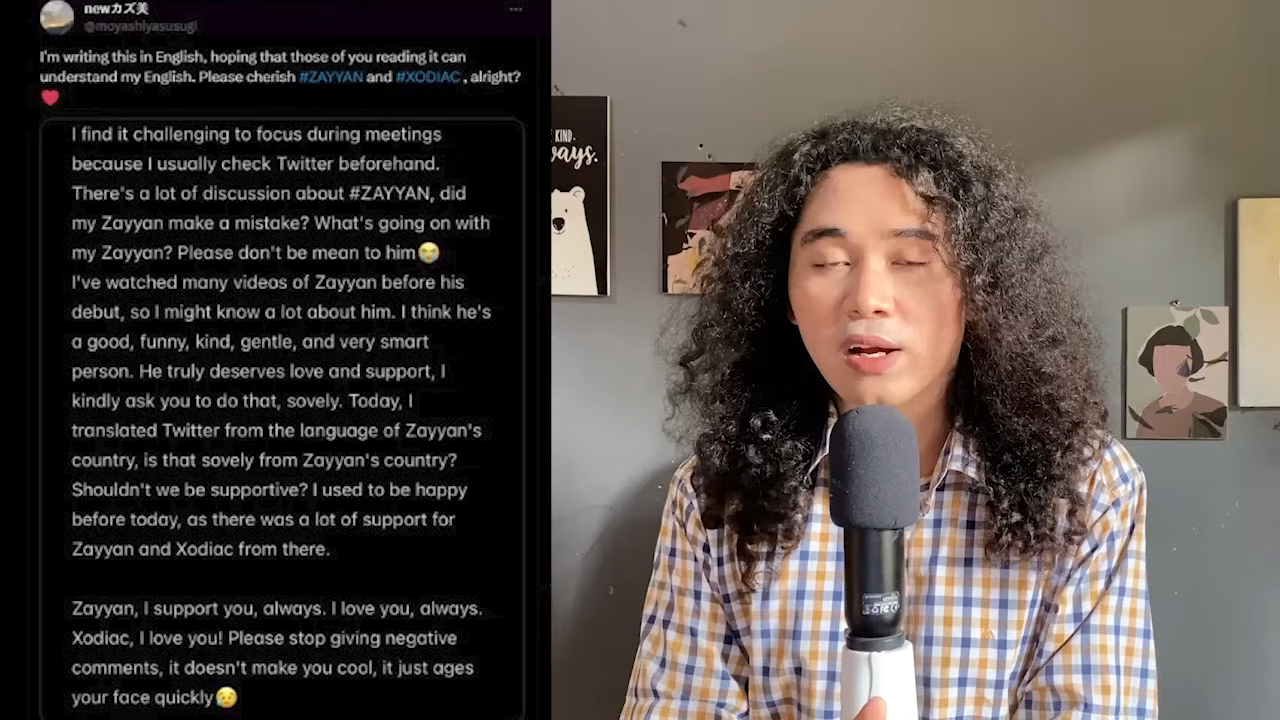 newカズ美
@moyashiyasusugi
I'm writing this in English, hoping that those of you reading it can
understand my English. Please cherish #ZAYYAN and #XODIAC , alright?
❤️
I find it challenging to focus during meetings
because I usually check Twitter beforehand.
There's a lot of discussion about #ZAYYAN, did
my Zayyan make a mistake? What's going on with
my Zayyan? Please don't be mean to him😭
I've watched many videos of Zayyan before his
debut, so I might know a lot about him. I think he's
a good, funny, kind, gentle, and very smart
person. He truly deserves love and support, I
kindly ask you to do that, sovely. Today, I
translated Twitter from the language of Zayyan's
country, is that sovely from Zayyan's country?
Shouldn't we be supportive? I used to be happy
before today, as there was a lot of support for
Zayyan and Xodiac from there.
Zayyan, I support you, always. I love you, always.
Xodiac, I love you! Please stop giving negative
comments, it doesn't make you cool, it just ages
your face quickly😥
KIND.
ways.